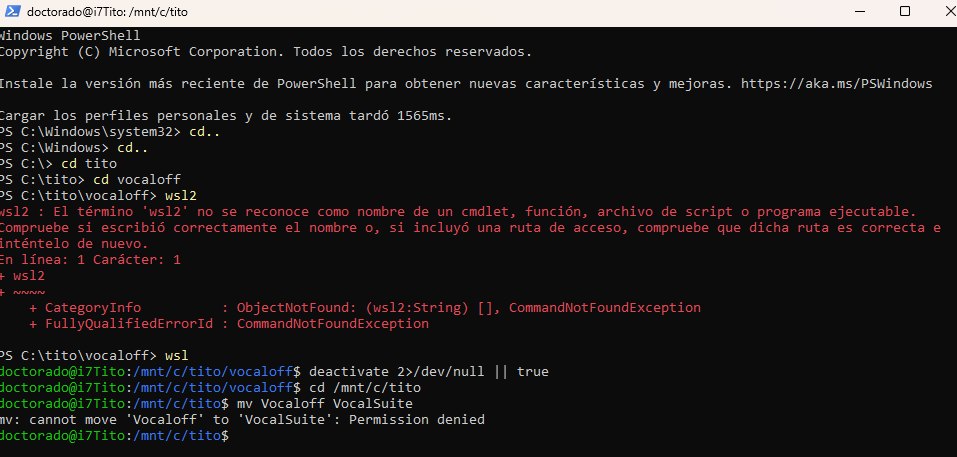 doctorado@i7Tito: /mnt/c/tito
Windows PowerShell
Copyright (C) Microsoft Corporation. Todos los derechos reservados.
Instale la versión más reciente de PowerShell para obtener nuevas características y mejoras. https://aka.ms/PSWindows
Cargar los perfiles personales y de sistema tardó 1565ms.
PS C:\Windows\system32> cd..
PS C:\Windows> cd..
PS C:\> cd tito
PS C:\tito> cd vocaloff
PS C:\tito\vocaloff> wsl2
wsl2 : El término 'wsl2' no se reconoce como nombre de un cmdlet, función, archivo de script o programa ejecutable.
Compruebe si escribió correctamente el nombre o, si incluyó una ruta de acceso, compruebe que dicha ruta es correcta e
inténtelo de nuevo.
En línea: 1 Carácter: 1
+ wsl2
+ ~~~~
    + CategoryInfo          : ObjectNotFound: (wsl2:String) [], CommandNotFoundException
    + FullyQualifiedErrorId : CommandNotFoundException
PS C:\tito\vocaloff> wsl
doctorado@i7Tito:/mnt/c/tito/vocaloff$ deactivate 2>/dev/null || true
doctorado@i7Tito:/mnt/c/tito/vocaloff$ cd /mnt/c/tito
doctorado@i7Tito:/mnt/c/tito$ mv Vocaloff VocalSuite
mv: cannot move 'Vocaloff' to 'VocalSuite': Permission denied
doctorado@i7Tito:/mnt/c/tito$